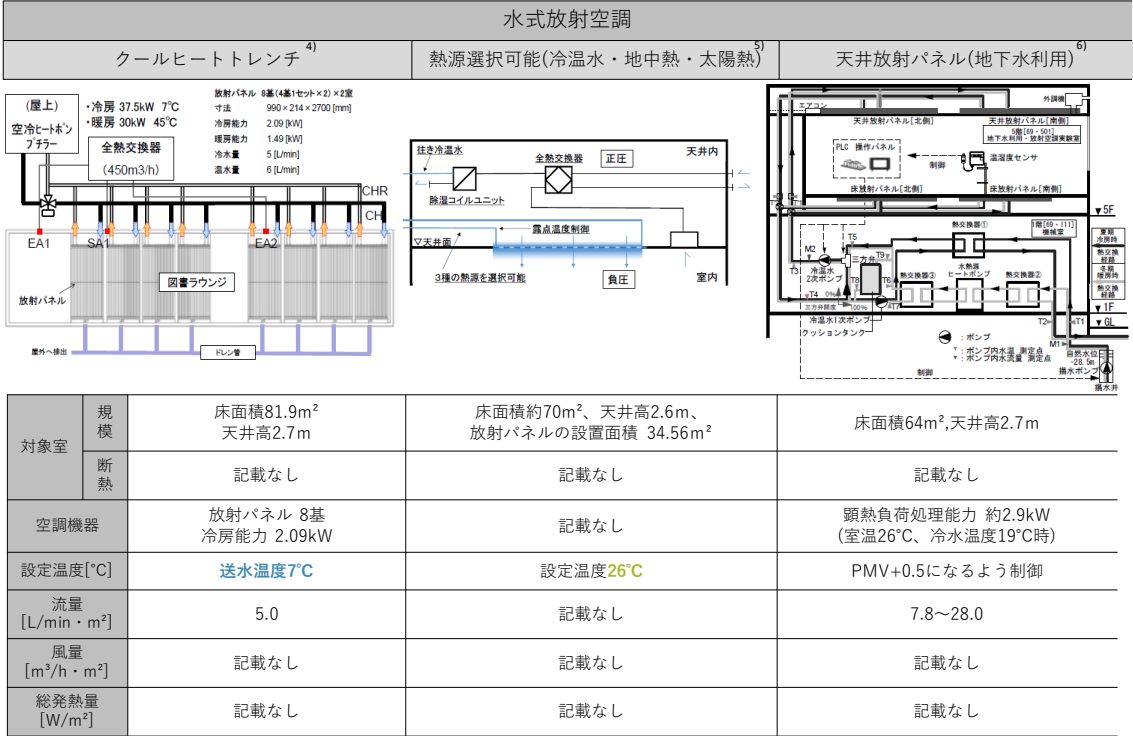 水式放射空調
クールヒートトレンチ 4)
熱源選択可能(冷温水・地中熱・太陽熱) 5)
天井放射パネル(地下水利用) 6)
(屋上)
空冷ヒートポン
プチラー
・冷房 37.5kW 7℃
・暖房 30kW 45℃
全熱交換器
(450m3/h)
放射パネル 8基(4基1セット×2)×2室
寸法 990×214×2700 [mm]
冷房能力 2.09 [kW]
暖房能力 1.49 [kW]
冷水量 5 [L/min]
温水量 6 [L/min]
CHR
CH
EA1
SA1
EA2
図書ラウンジ
放射パネル
屋外へ排出
ドレン管
往き冷温水
全熱交換器
正圧
天井内
除湿コイルユニット
露点温度制御
▽天井面
3種の熱源を選択可能
負圧
室内
エアコン
外調機
天井放射パネル[北側]
天井放射パネル[南側]
5階[69・501]
地下水利用・放射空調実験室
PLC 操作パネル
制御
温湿度センサ
床放射パネル[北側]
床放射パネル[南側]
▼5F
熱交換器①
1階[69・111]
機械室
夏期
冷房時
熱交換
経路
冬期
暖房時
熱交換
経路
M2
T5
T3
冷温水
2次ポンプ
三方弁
T9
T8
T6
熱交換器③
水熱源
ヒートポンプ
熱交換器②
T4
0%
三方弁開度
100%
T7
冷温水1次ポンプ
クッションタンク
▼1F
▼GL
T2
T1
M1
:ポンプ
:ポンプ内水温 測定点
:ポンプ内水流量 測定点
自然水位
-28.5m
揚水ポンプ
制御
揚水井
対象室
規模
床面積81.9m²
天井高2.7m
床面積約70m²、天井高2.6m、
放射パネルの設置面積 34.56m²
床面積64m²,天井高2.7m
断熱
記載なし
記載なし
記載なし
空調機器
放射パネル 8基
冷房能力 2.09kW
記載なし
顕熱負荷処理能力 約2.9kW
(室温26°C、冷水温度19°C時)
設定温度[°C]
送水温度7°C
設定温度26°C
PMV+0.5になるよう制御
流量
[L/min・m²]
5.0
記載なし
7.8～28.0
風量
[m³/h・m²]
記載なし
記載なし
記載なし
総発熱量
[W/m²]
記載なし
記載なし
記載なし